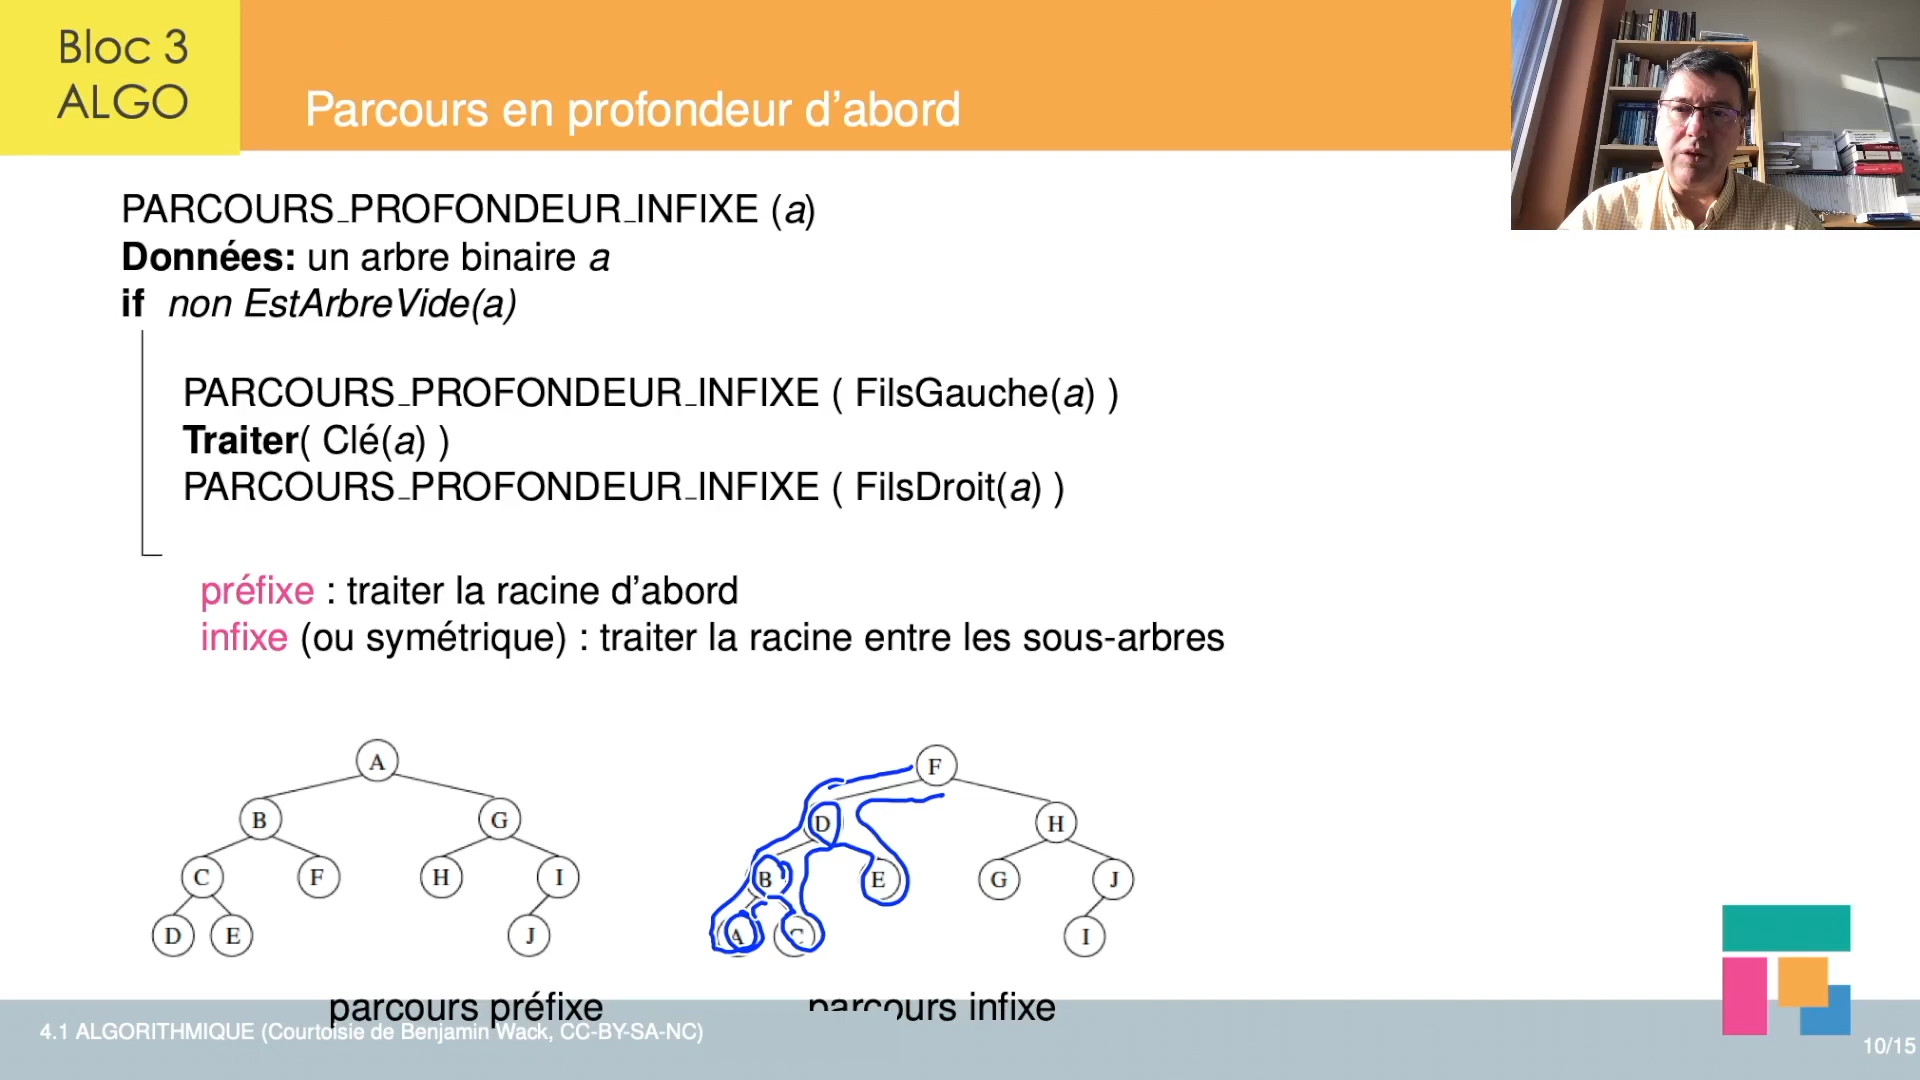 Bloc 3
ALGO
Parcours en profondeur d'abord
PARCOURS_PROFONDEUR_INFIXE (a)
Données: un arbre binaire a
if non EstArbreVide(a)
PARCOURS_PROFONDEUR_INFIXE ( FilsGauche(a) )
Traiter( Clé(a) )
PARCOURS_PROFONDEUR_INFIXE ( FilsDroit(a) )
préfixe : traiter la racine d'abord
infixe (ou symétrique) : traiter la racine entre les sous-arbres
A
B G
C F H I
D E J
F
D H
B E G J
A C I
parcours préfixe
parcours infixe
4.1 ALGORITHMIQUE (Courtoisie de Benjamin Wack, CC-BY-SA-NC)
10/15